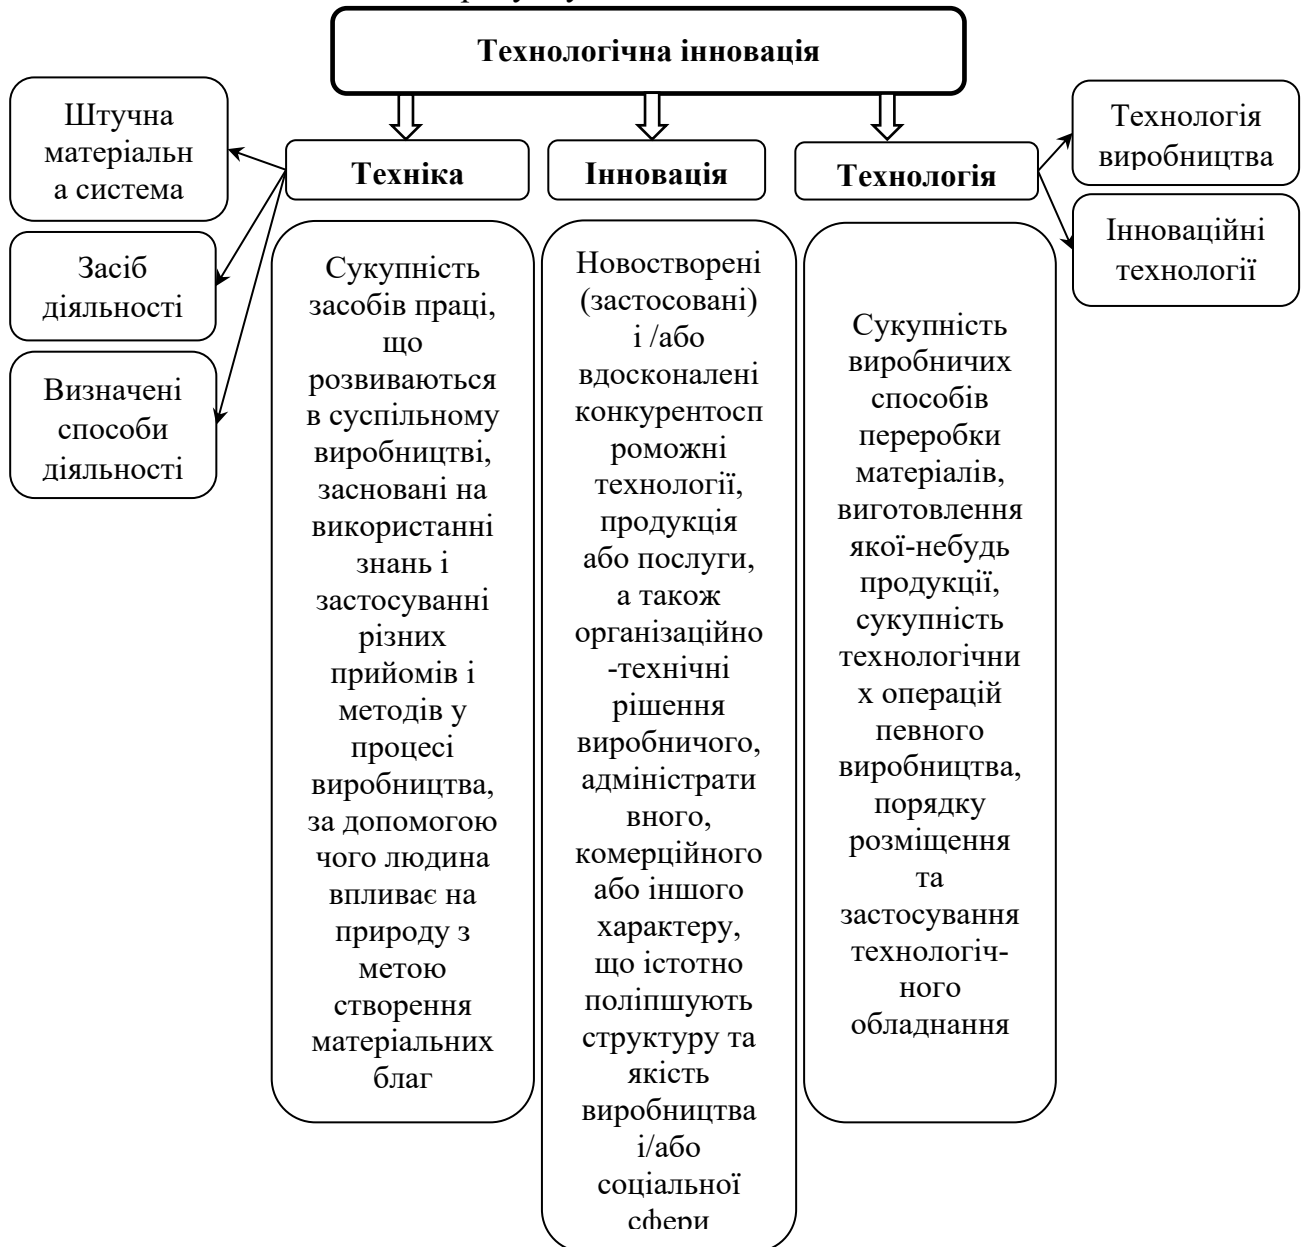 Технологічна інновація
Штучна
матеріальн
а система
Засіб
діяльності
Визначені
способи
діяльності
Техніка
Інновація
Технологія
Технологія
виробництва
Інноваційні
технології
Сукупність
засобів праці,
що
розвиваються
в суспільному
виробництві,
засновані на
використанні
знань і
застосуванні
різних
прийомів і
методів у
процесі
виробництва,
за допомогою
чого людина
впливає на
природу з
метою
створення
матеріальних
благ
Новостворені
(застосовані)
і /або
вдосконалені
конкурентосп
роможні
технології,
продукція
або послуги,
а також
організаційно
-технічні
рішення
виробничого,
адміністрати
вного,
комерційного
або іншого
характеру,
що істотно
поліпшують
структуру та
якість
виробництва
і/або
соціальної
сфери
Сукупність
виробничих
способів
переробки
матеріалів,
виготовлення
якої-небудь
продукції,
сукупність
технологічни
х операцій
певного
виробництва,
порядку
розміщення
та
застосування
технологіч-
ного
обладнання